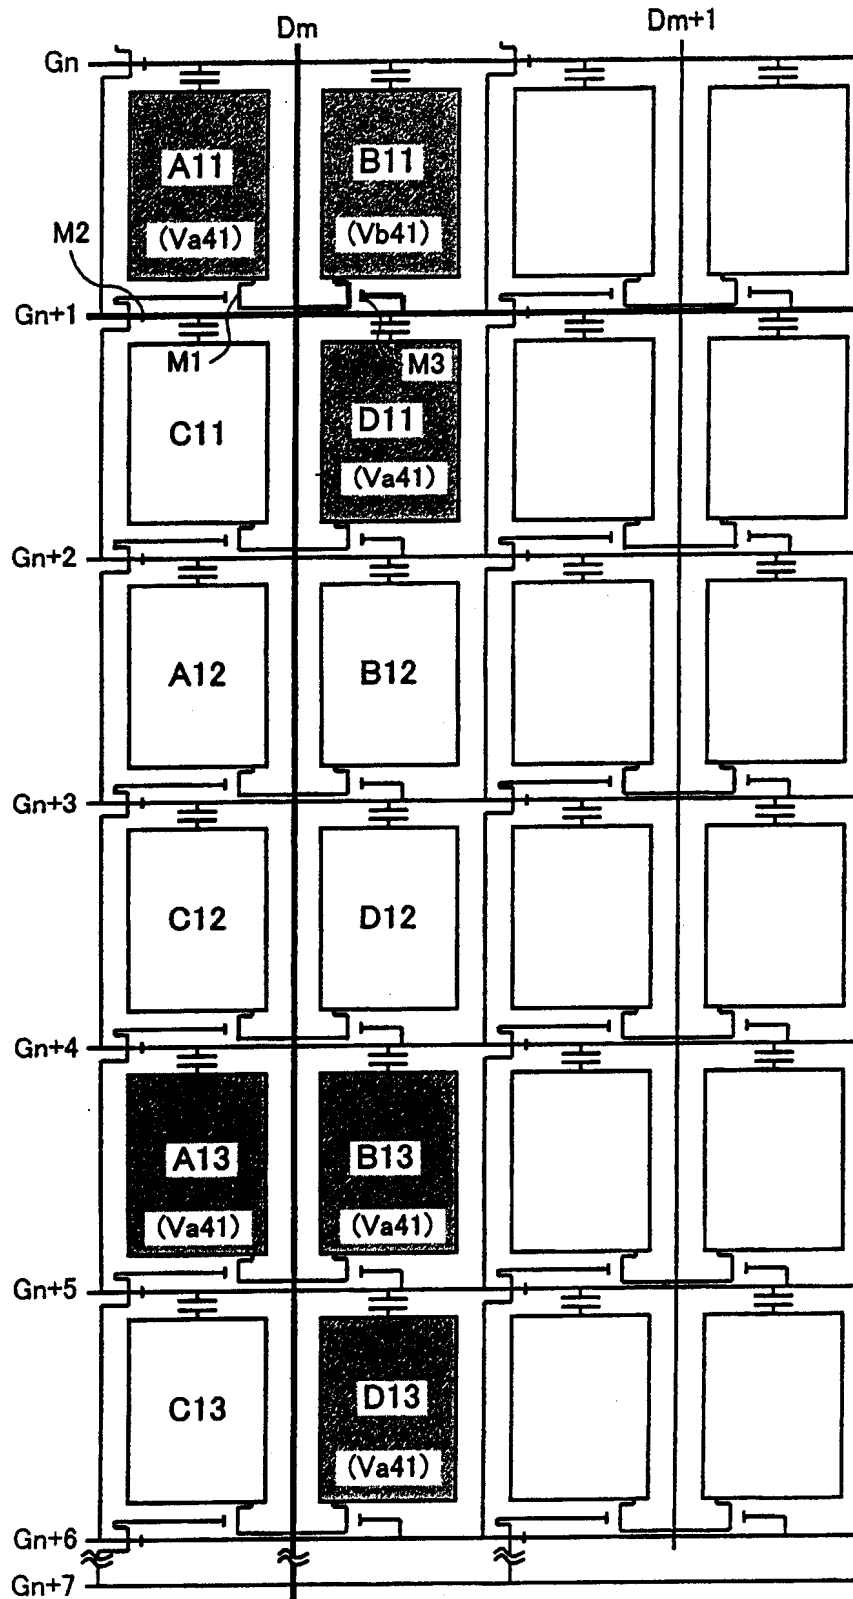 Dm
Dm+1
Gn
A11
B11
(Va41)
(Vb41)
M2
Gn+1
M1
M3
C11
D11
(Va41)
Gn+2
A12
B12
Gn+3
C12
D12
Gn+4
A13
B13
(Va41)
(Va41)
Gn+5
C13
D13
(Va41)
Gn+6
Gn+7